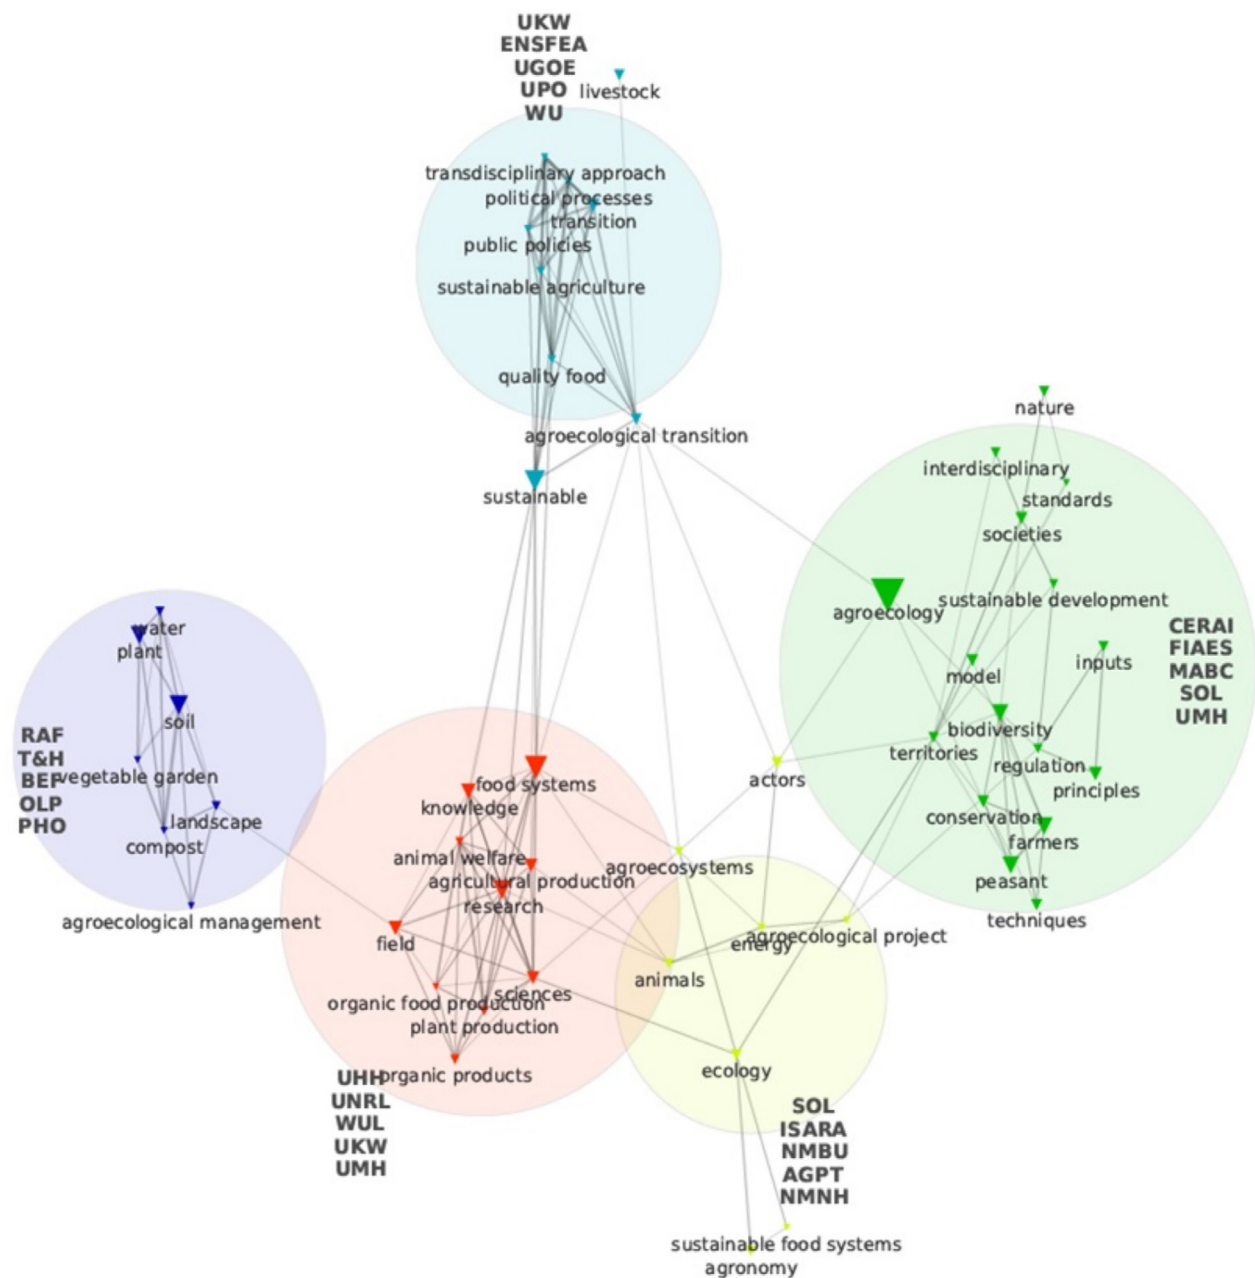 UKW
ENSFEA
UGOE
UPO
WU
livestock
transdisciplinary approach
political processes
transition
public policies
sustainable agriculture
quality food
agroecological transition
sustainable
nature
interdisciplinary
standards
societies
agroecology
sustainable development
model
inputs
biodiversity
territories
regulation
principles
conservation
farmers
peasant
techniques
CERAI
FIAES
MABC
SOL
UMH
water
plant
soil
vegetable garden
landscape
compost
agroecological management
RAF
T&H
BEF
OLP
PHO
food systems
knowledge
animal welfare
agricultural production
research
field
sciences
organic food production
plant production
organic products
UHH
UNRL
WUL
UKW
UMH
actors
agroecosystems
agroecological project
energy
animals
ecology
SOL
ISARA
NMBU
AGPT
NMNH
sustainable food systems
agronomy